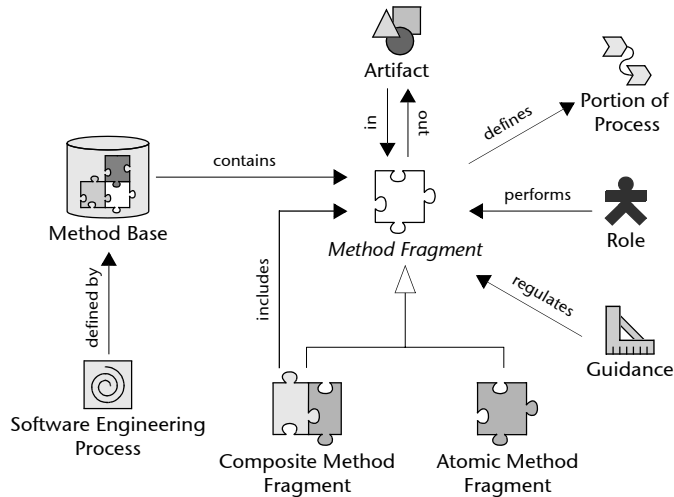 Artifact
Portion of
Process
in
out
defines
contains
performs
Method Base
Method Fragment
Role
defined by
includes
regulates
Guidance
Software Engineering
Process
Composite Method
Fragment
Atomic Method
Fragment